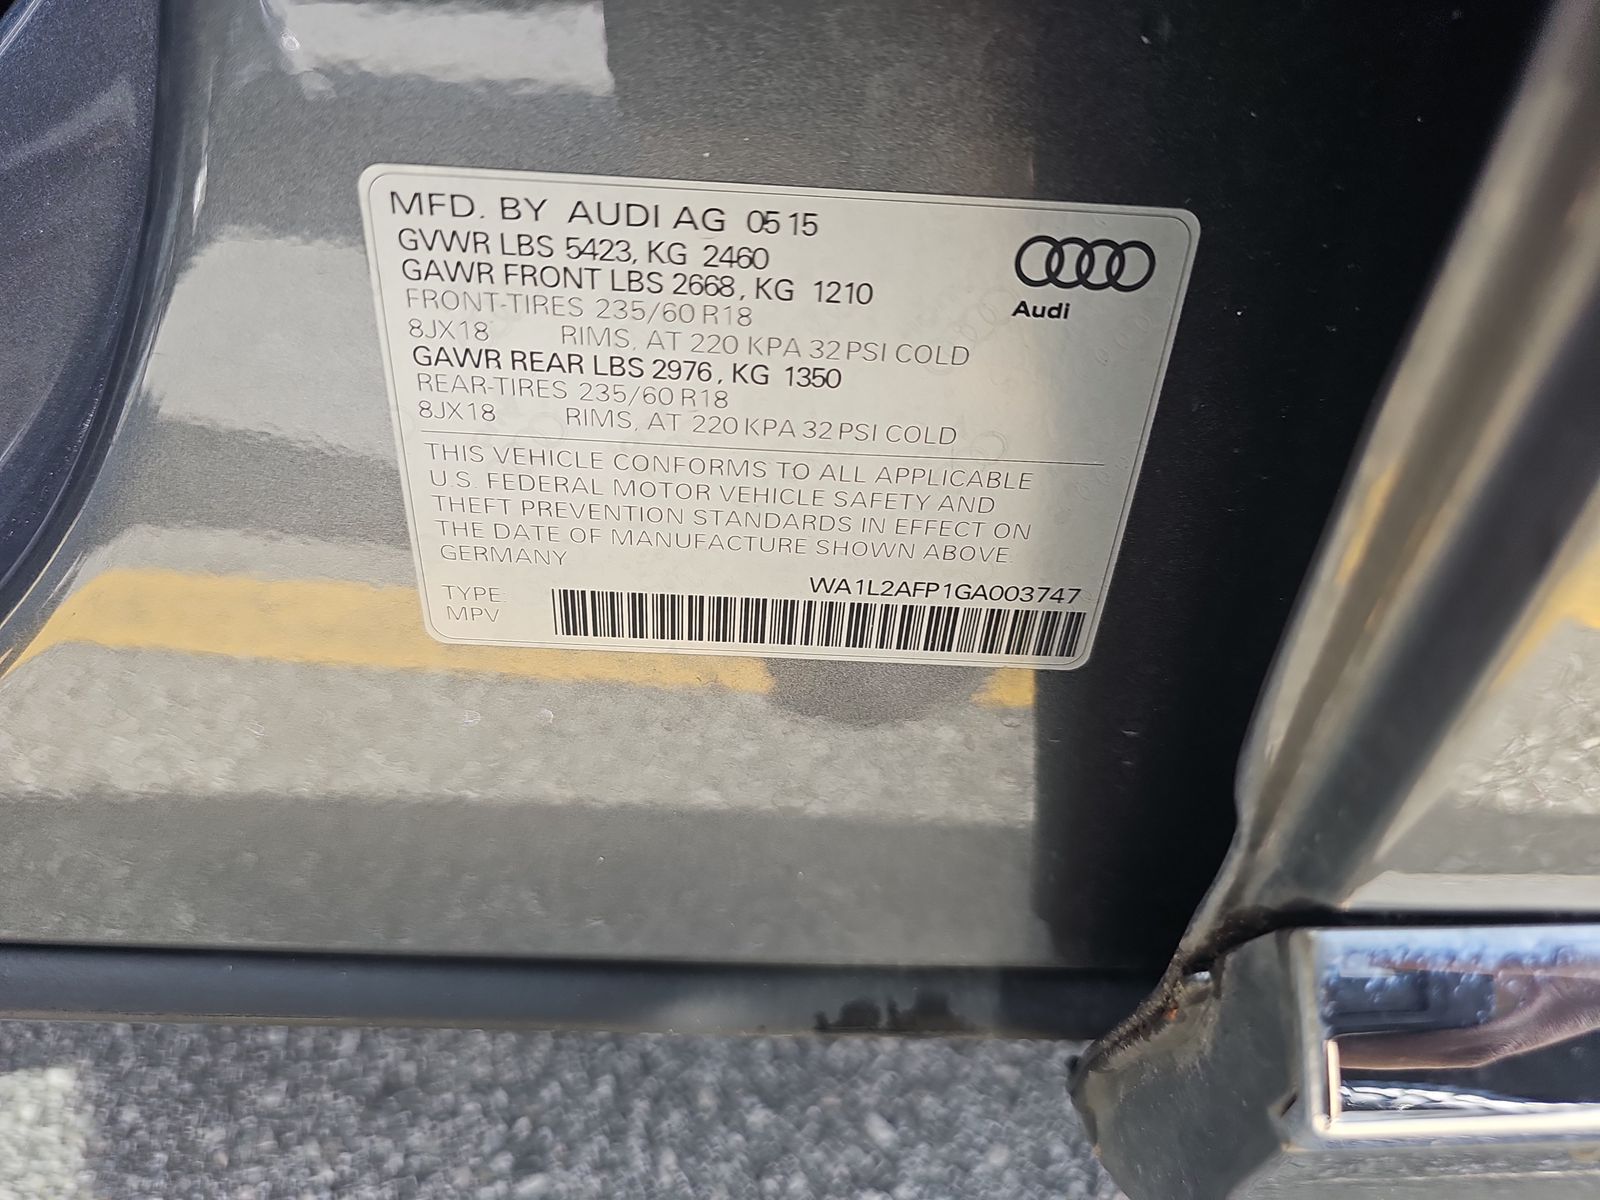 MFD. BY AUDI AG 05 15
GVWR LBS 5423, KG 2460
GAWR FRONT LBS 2668, KG 1210
FRONT-TIRES 235/60 R18
8JX18 RIMS, AT 220 KPA 32 PSI COLD
GAWR REAR LBS 2976, KG 1350
REAR-TIRES 235/60 R18
8JX18 RIMS, AT 220 KPA 32 PSI COLD
Audi
THIS VEHICLE CONFORMS TO ALL APPLICABLE
U.S. FEDERAL MOTOR VEHICLE SAFETY AND
THEFT PREVENTION STANDARDS IN EFFECT ON
THE DATE OF MANUFACTURE SHOWN ABOVE.
GERMANY
TYPE:
MPV
WA1L2AFP1GA003747